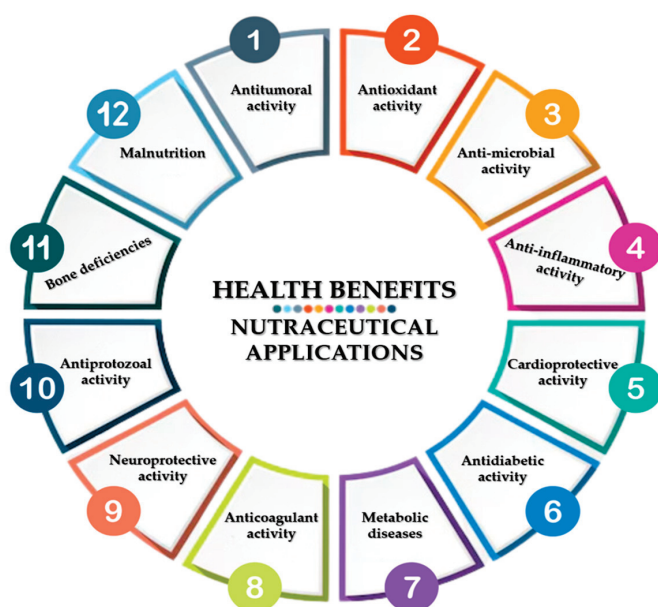 1
Antitumoral
activity
2
Antioxidant
activity
3
Anti-microbial
activity
4
Anti-inflammatory
activity
5
Cardioprotective
activity
6
Antidiabetic
activity
7
Metabolic
diseases
8
Anticoagulant
activity
9
Neuroprotective
activity
10
Antiprotozoal
activity
11
Bone deficiencies
12
Malnutrition
HEALTH BENEFITS
NUTRACEUTICAL
APPLICATIONS